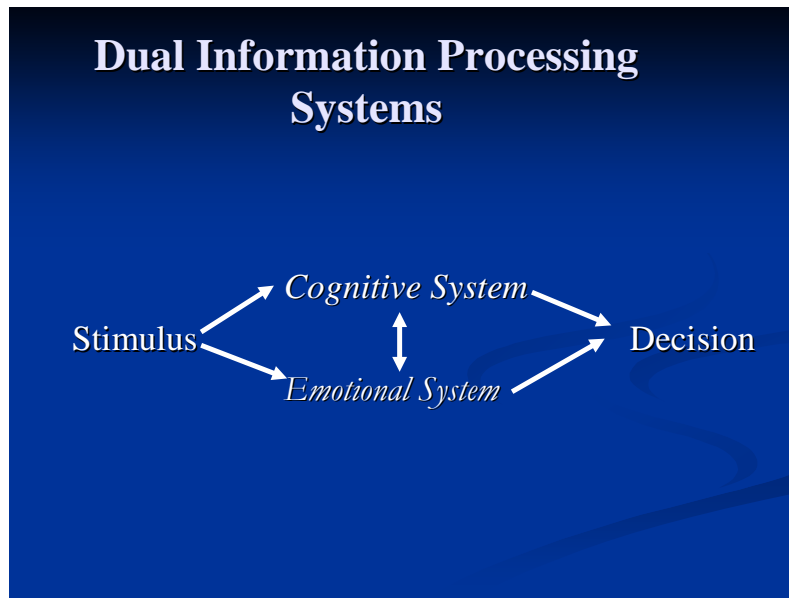 Dual Information Processing
Systems
Cognitive System
Stimulus
Decision
Emotional System